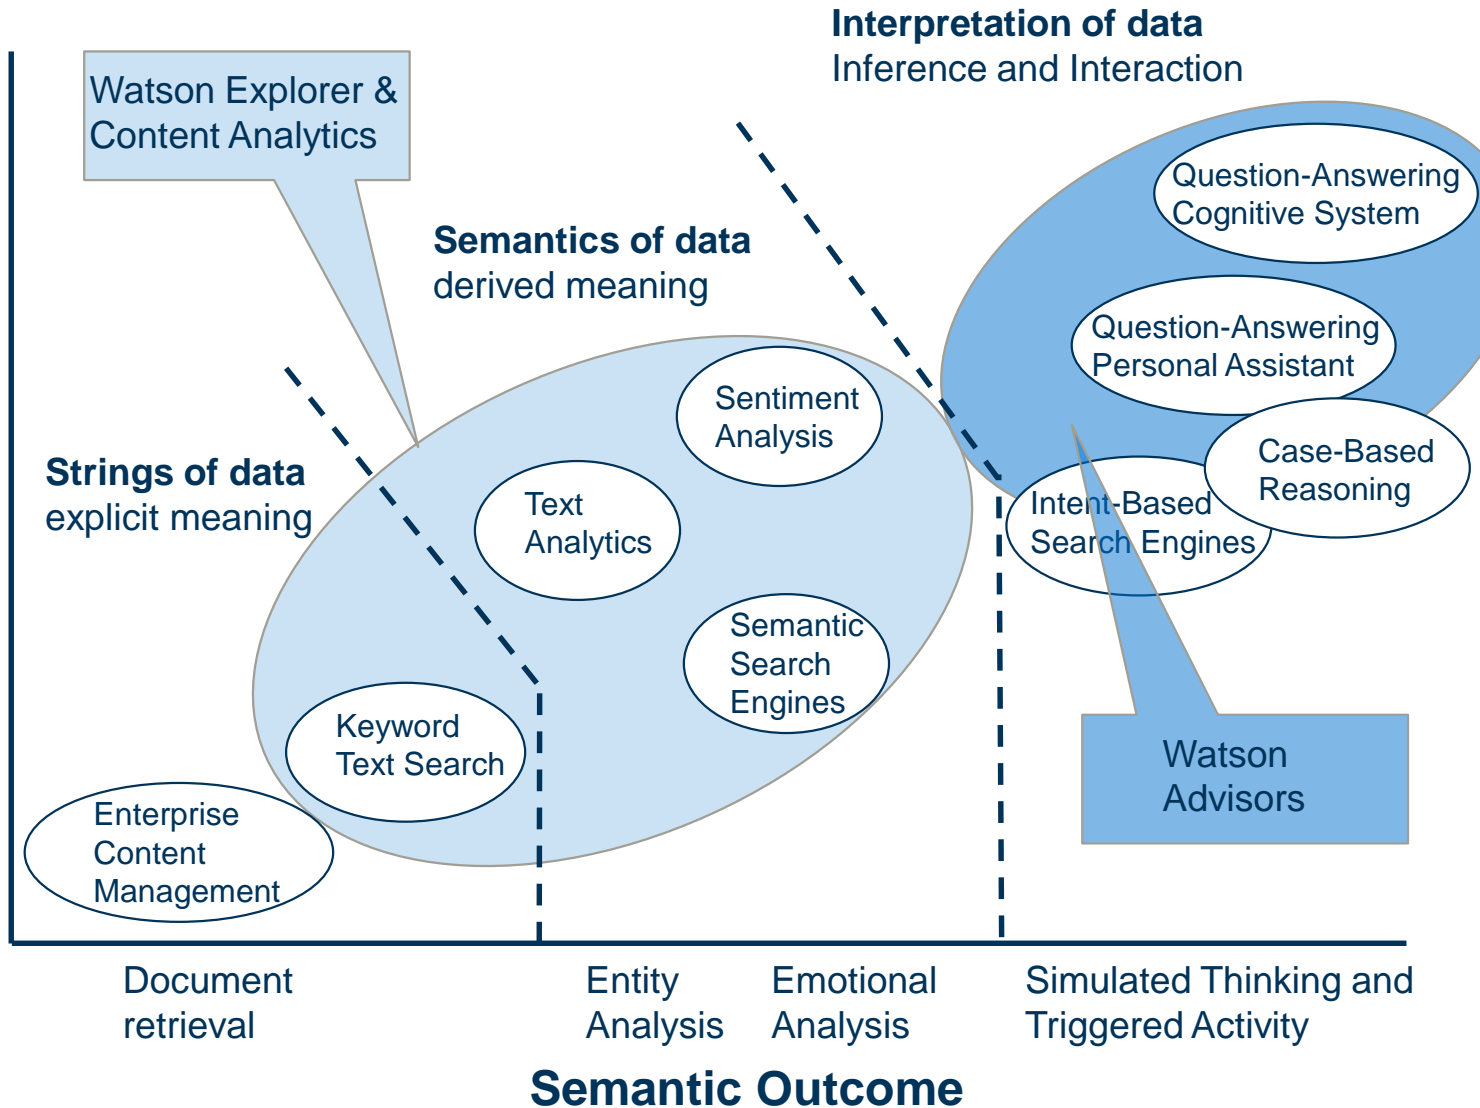 Interpretation of data
Inference and Interaction
Watson Explorer &
Content Analytics
Question-Answering
Cognitive System
Semantics of data
derived meaning
Question-Answering
Personal Assistant
Sentiment
Analysis
Case-Based
Reasoning
Strings of data
explicit meaning
Text
Analytics
Intent-Based
Search Engines
Semantic
Search
Engines
Keyword
Text Search
Watson
Advisors
Enterprise
Content
Management
Document
retrieval
Entity
Analysis
Emotional
Analysis
Simulated Thinking and
Triggered Activity
Semantic Outcome